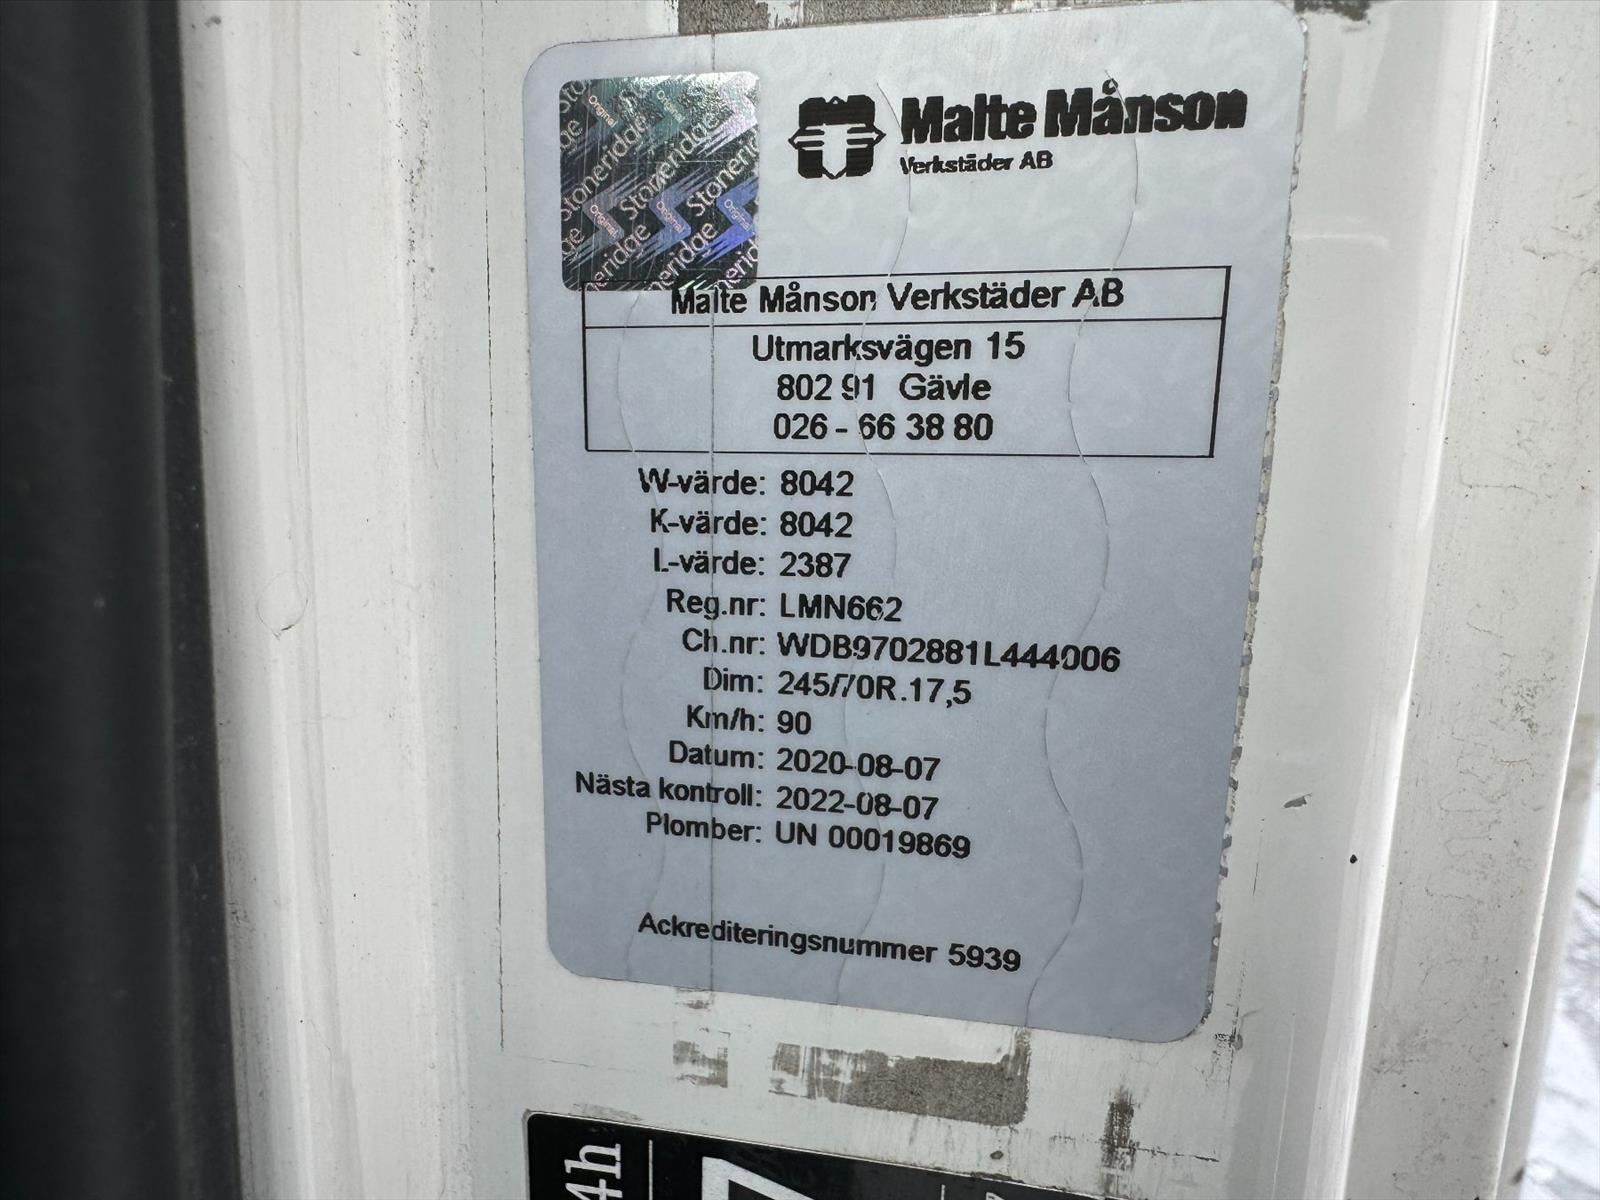 Malte Månson
Verkstäder AB
Stoneridge
Original
Malte Månson Verkstäder AB
Utmarksvägen 15
802 91 Gävle
026 - 66 38 80
W-värde: 8042
K-värde: 8042
L-värde: 2387
Reg.nr: LMN662
Ch.nr: WDB9702881L444006
Dim: 245/70R.17,5
Km/h: 90
Datum: 2020-08-07
Nästa kontroll: 2022-08-07
Plomber: UN 00019869
Ackrediteringsnummer 5939
4h